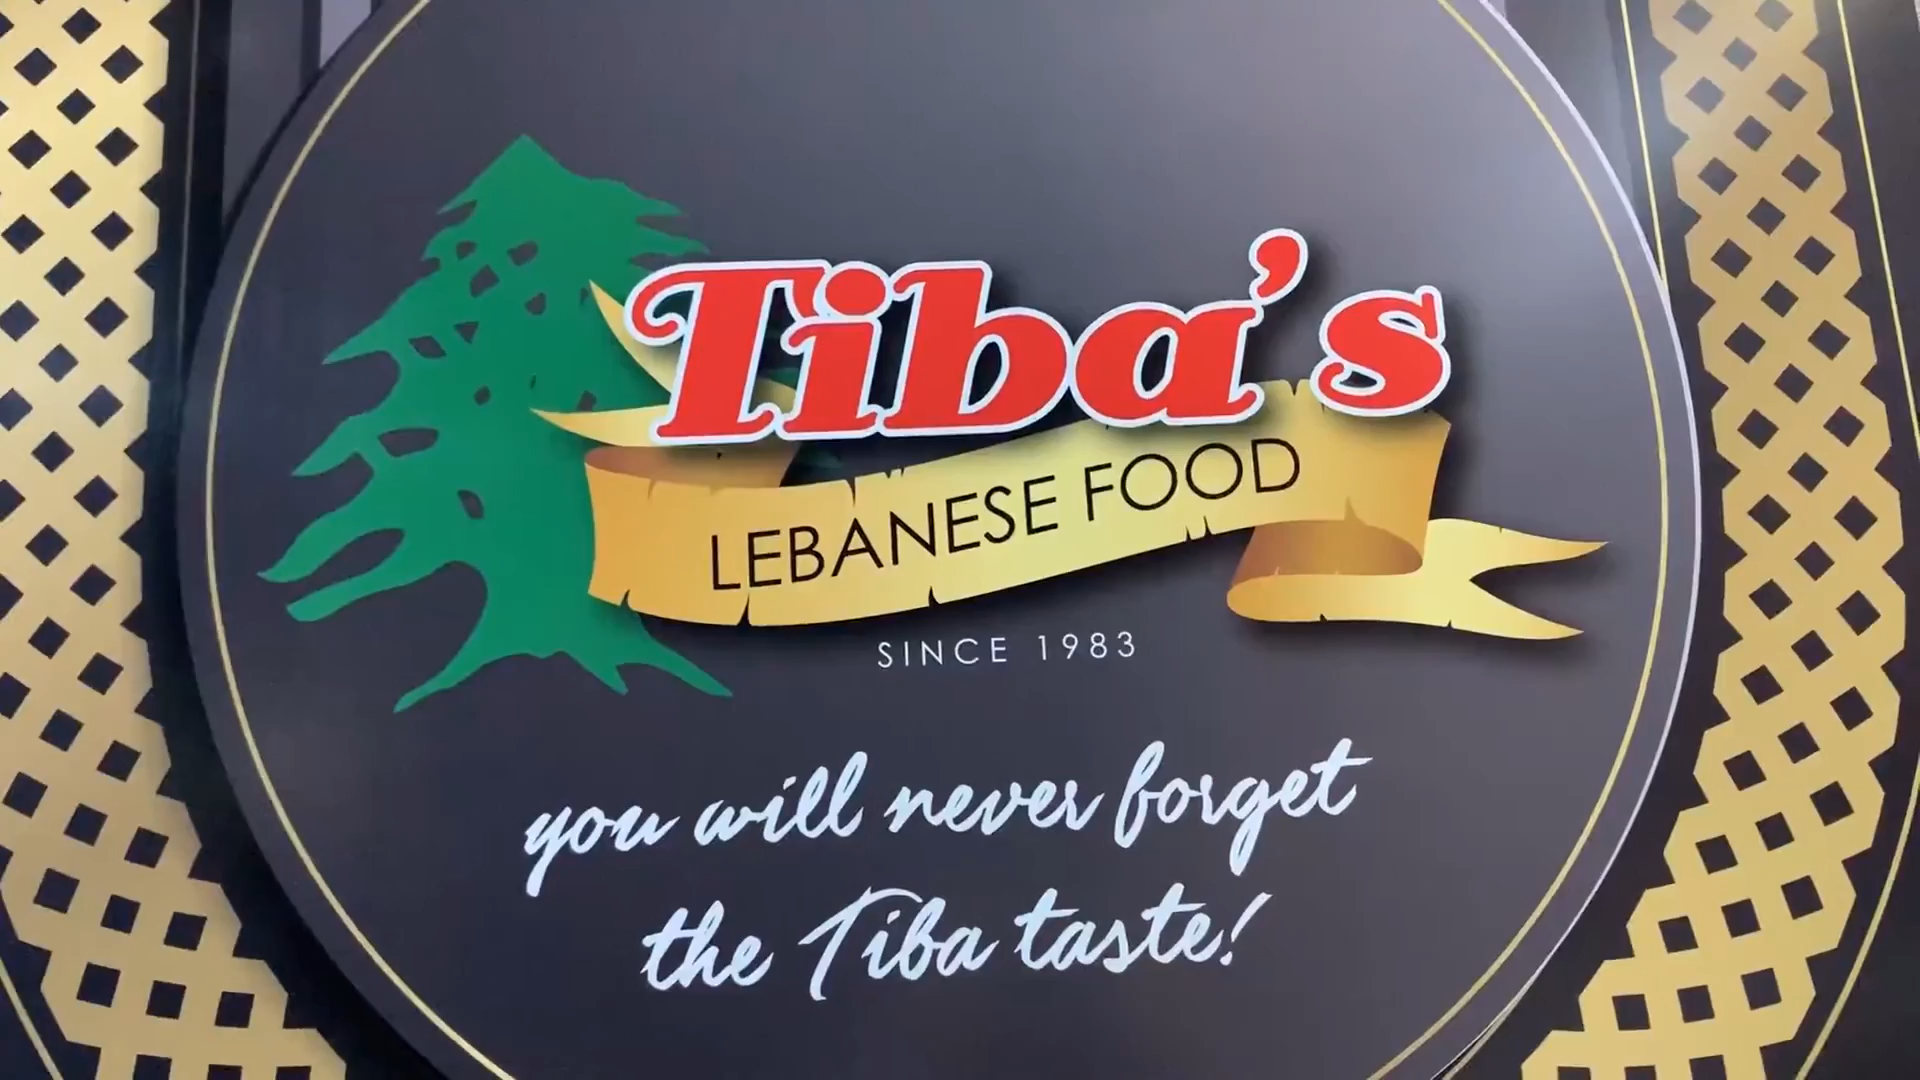 Tiba's
LEBANESE FOOD
SINCE 1983
you will never forget
the Tiba taste!